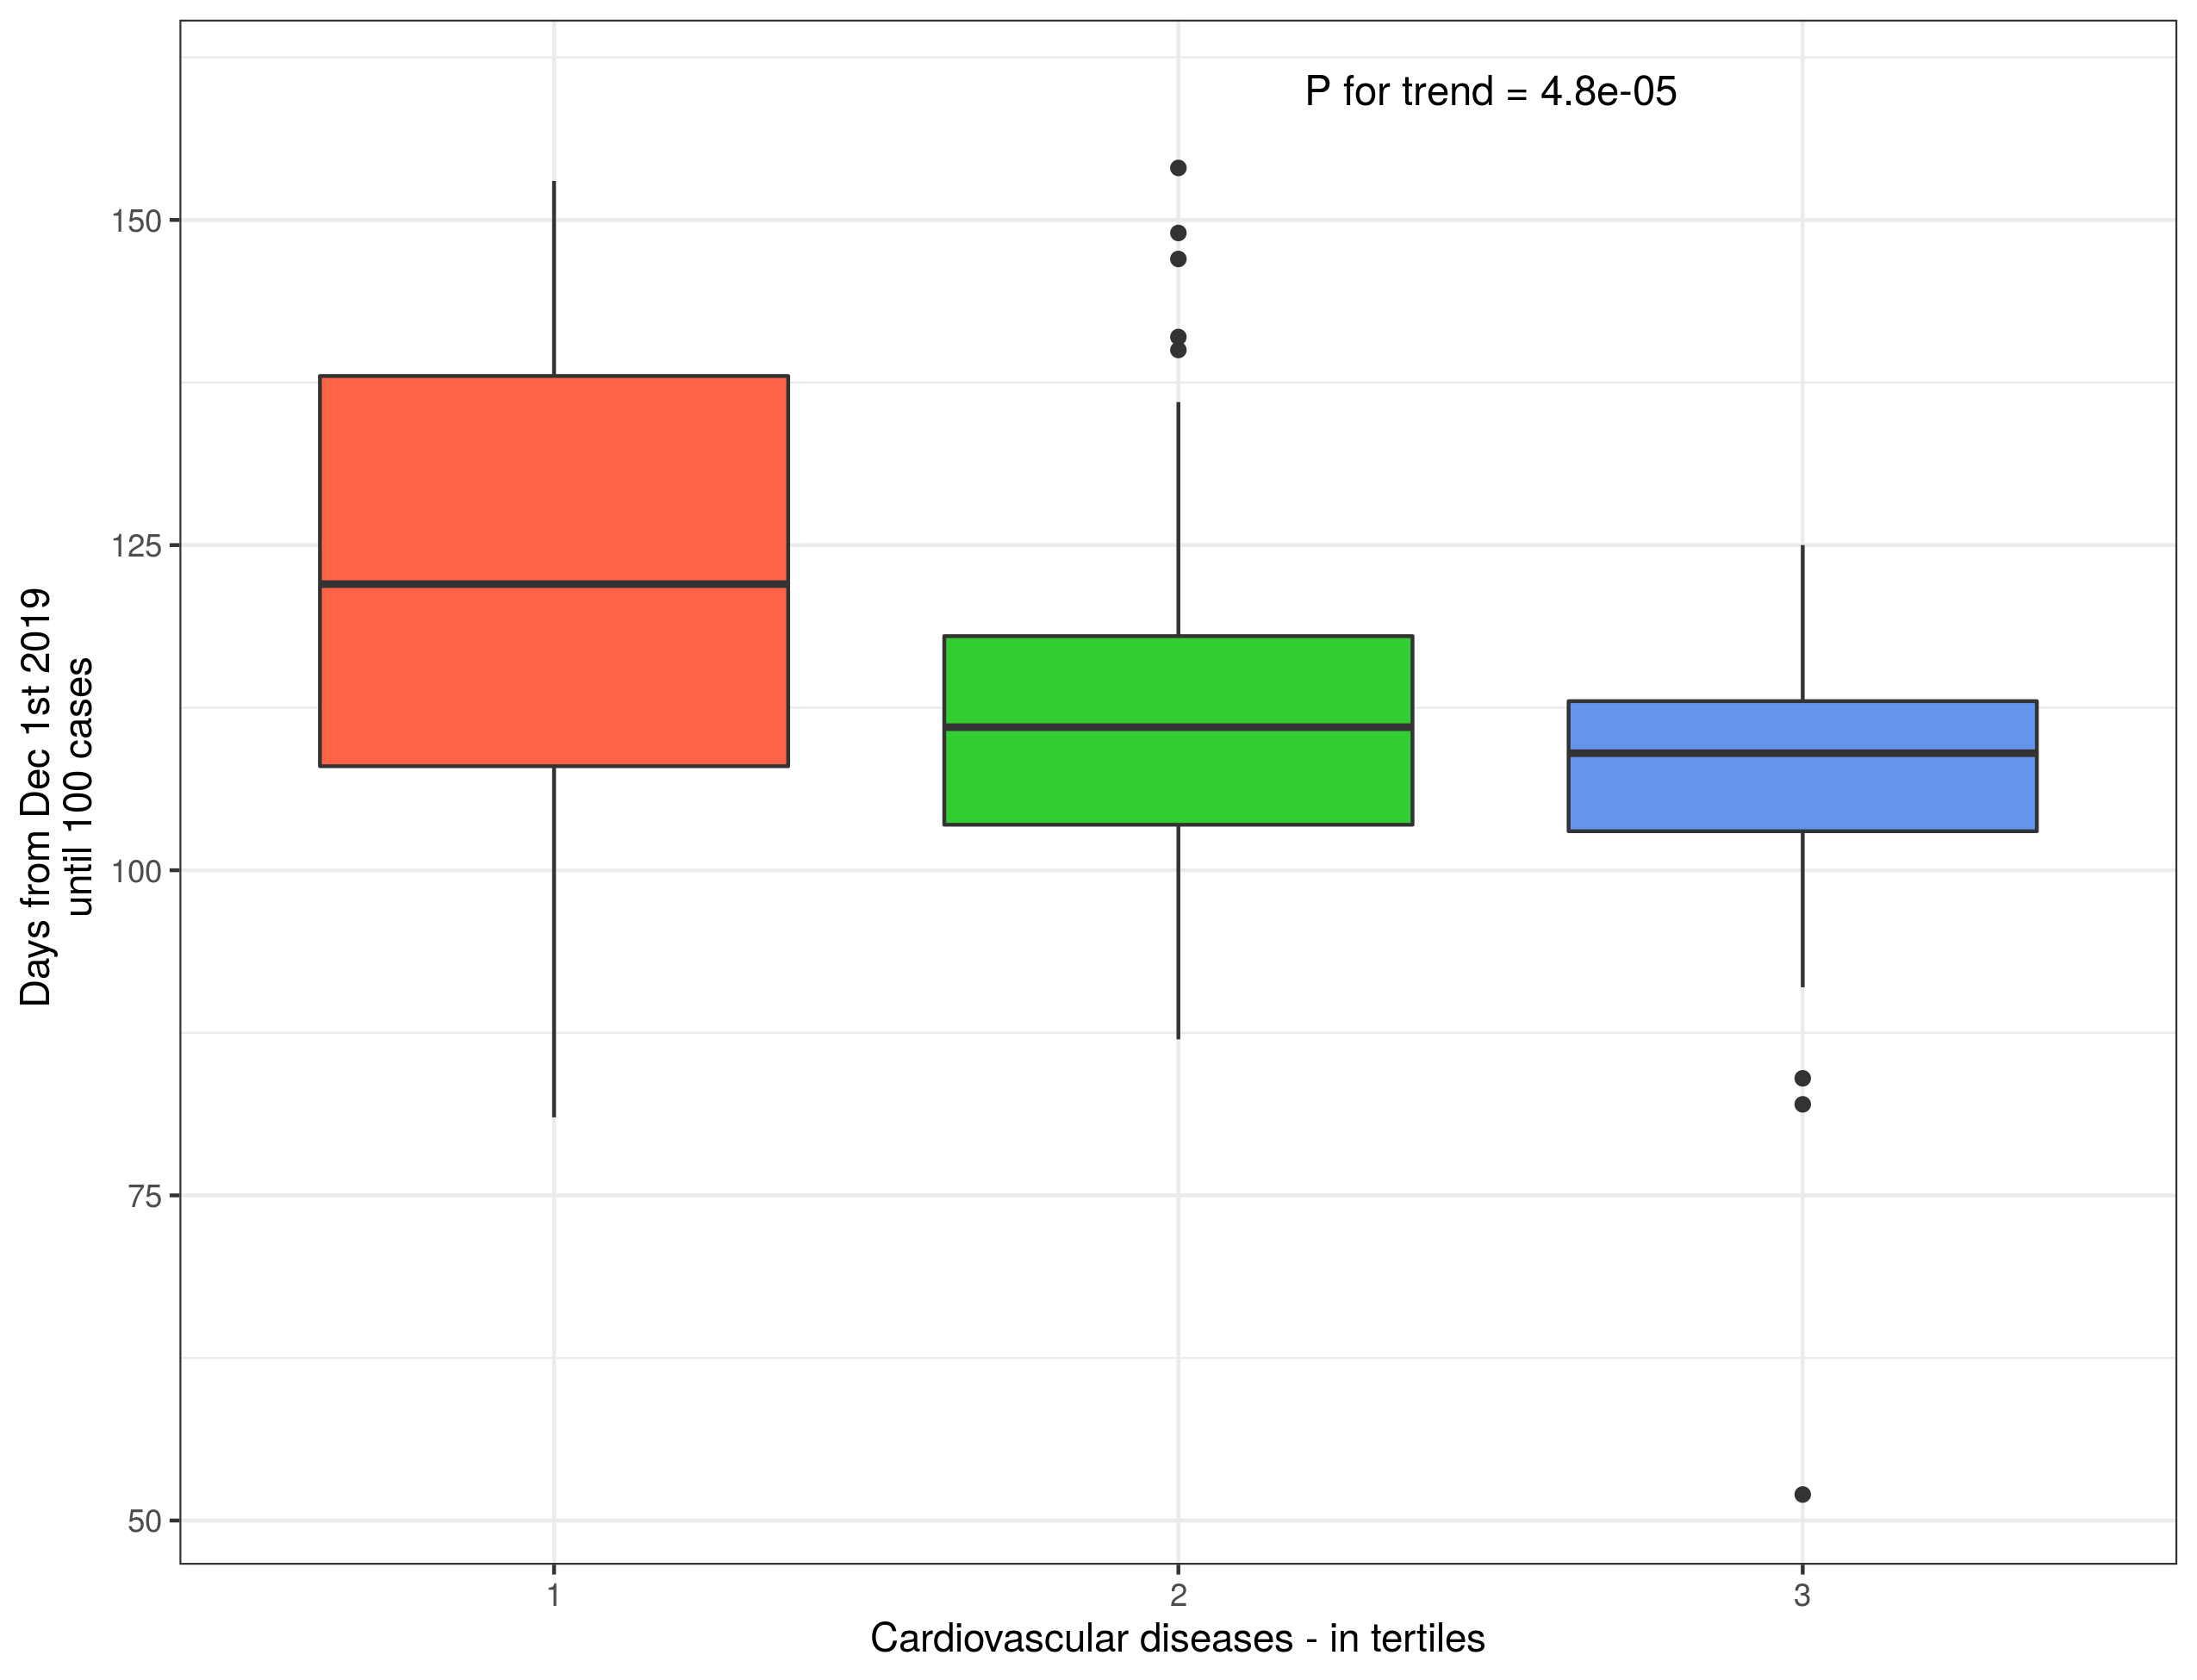 P for trend = 4.8e-05
150
125
100
75
50
Days from Dec 1st 2019
until 100 cases
1
2
3
Cardiovascular diseases - in tertiles